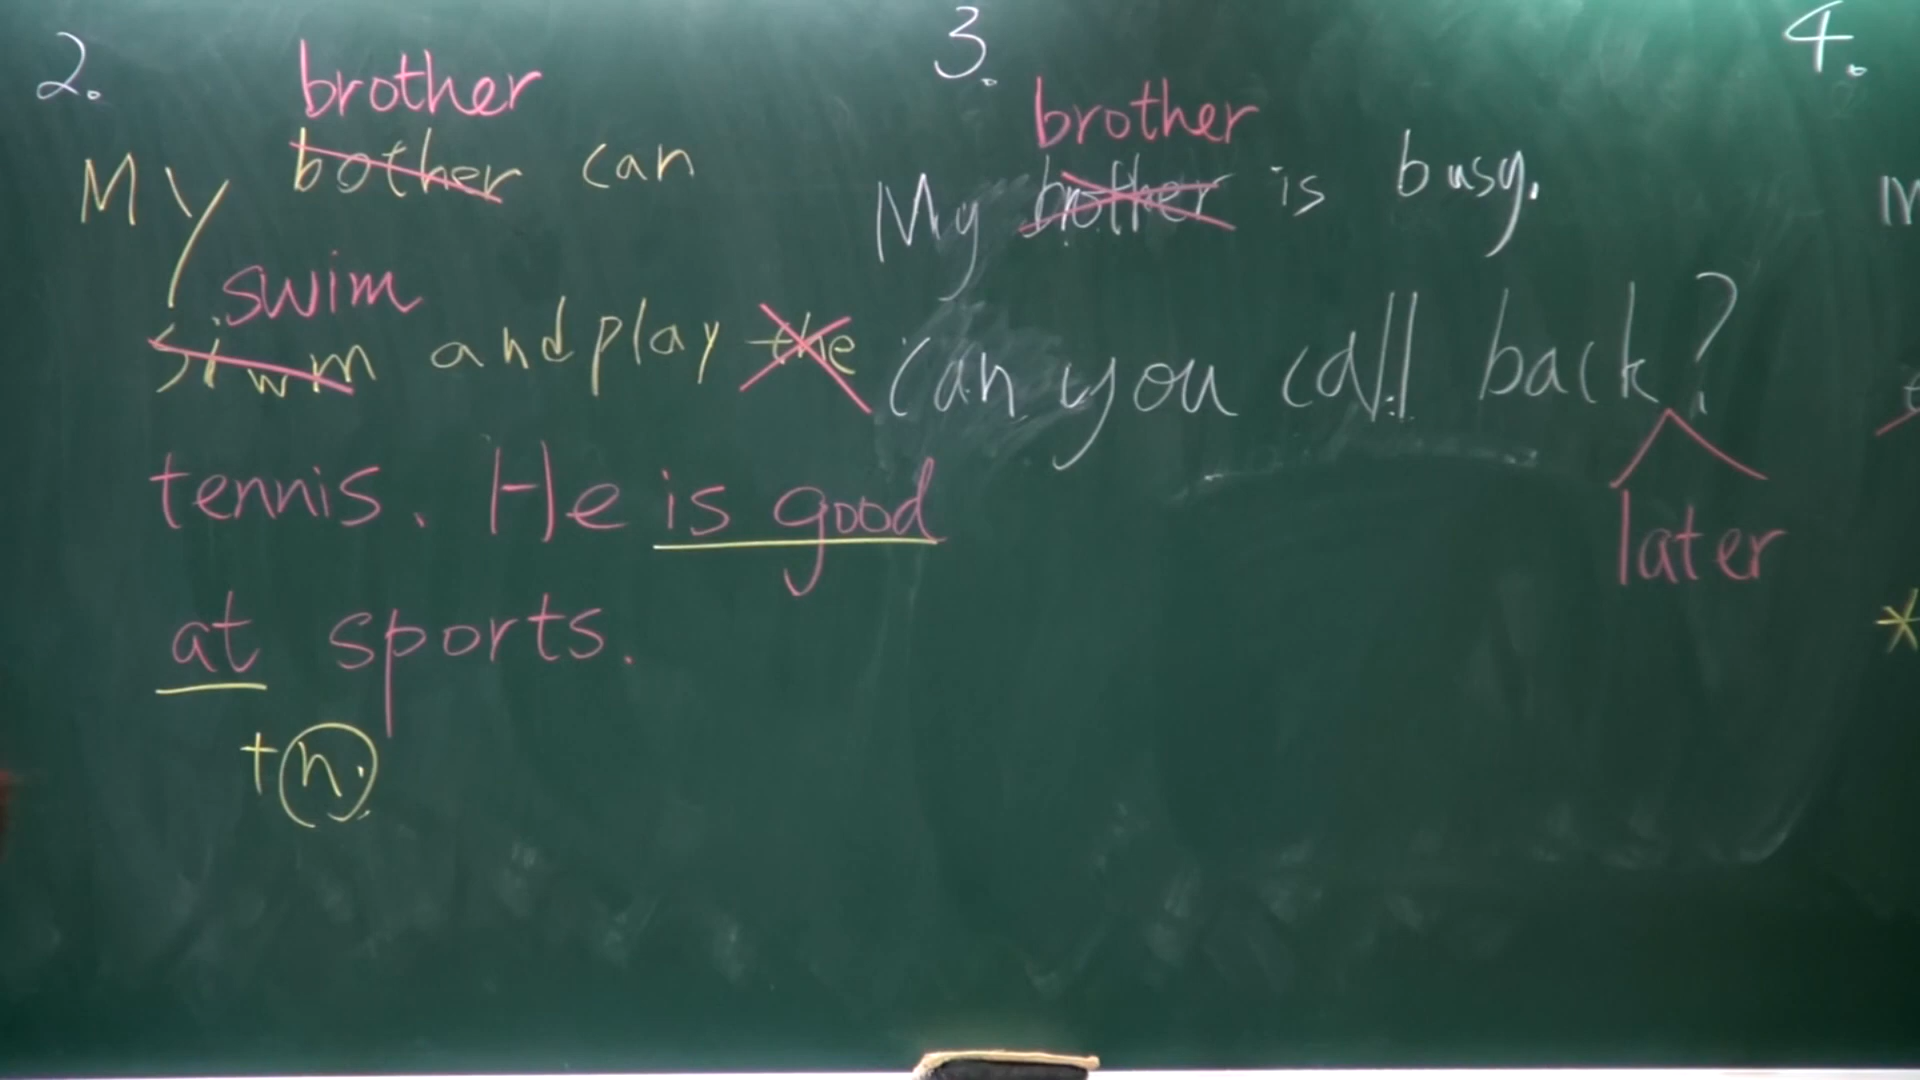 2.
brother
My bother can
swim
siwm and play the
tennis. He is good
at sports.
+ n.
3.
brother
My brother is busy.
can you call back?
later
4.
*